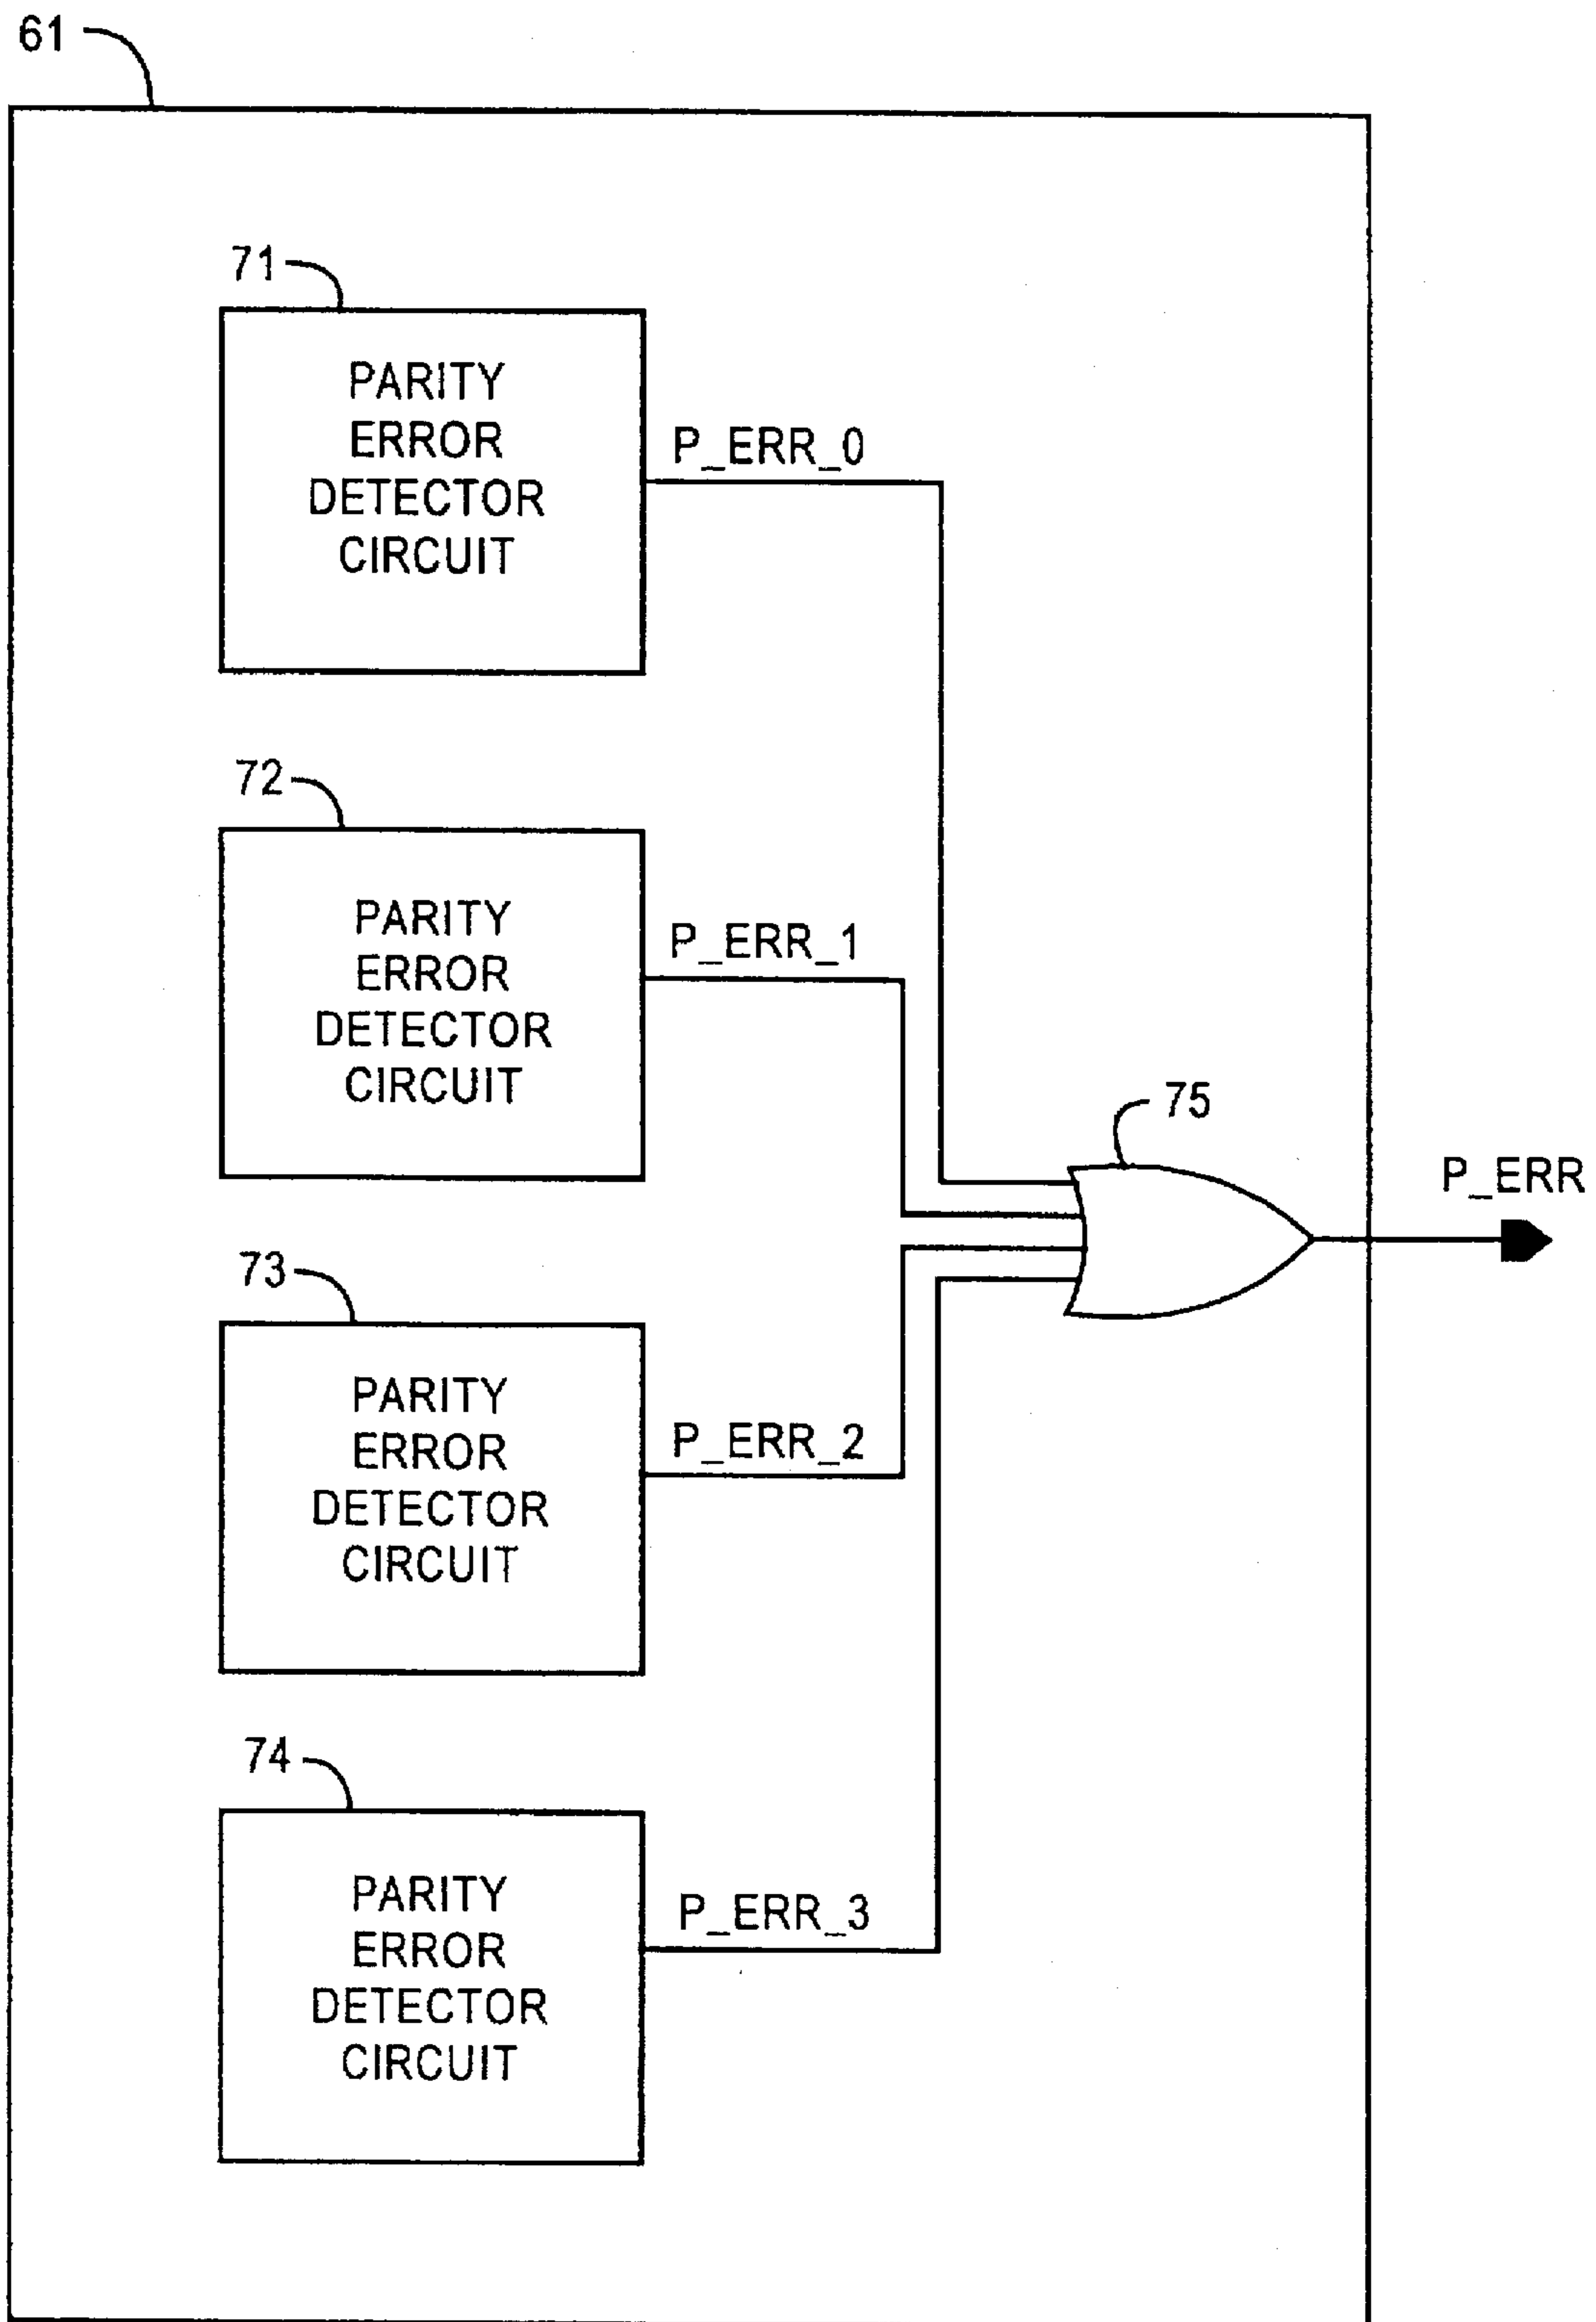 61
71
PARITY
ERROR
DETECTOR
CIRCUIT
P_ERR_0
72
PARITY
ERROR
DETECTOR
CIRCUIT
P_ERR_1
75
P_ERR
73
PARITY
ERROR
DETECTOR
CIRCUIT
P_ERR_2
74
PARITY
ERROR
DETECTOR
CIRCUIT
P_ERR_3